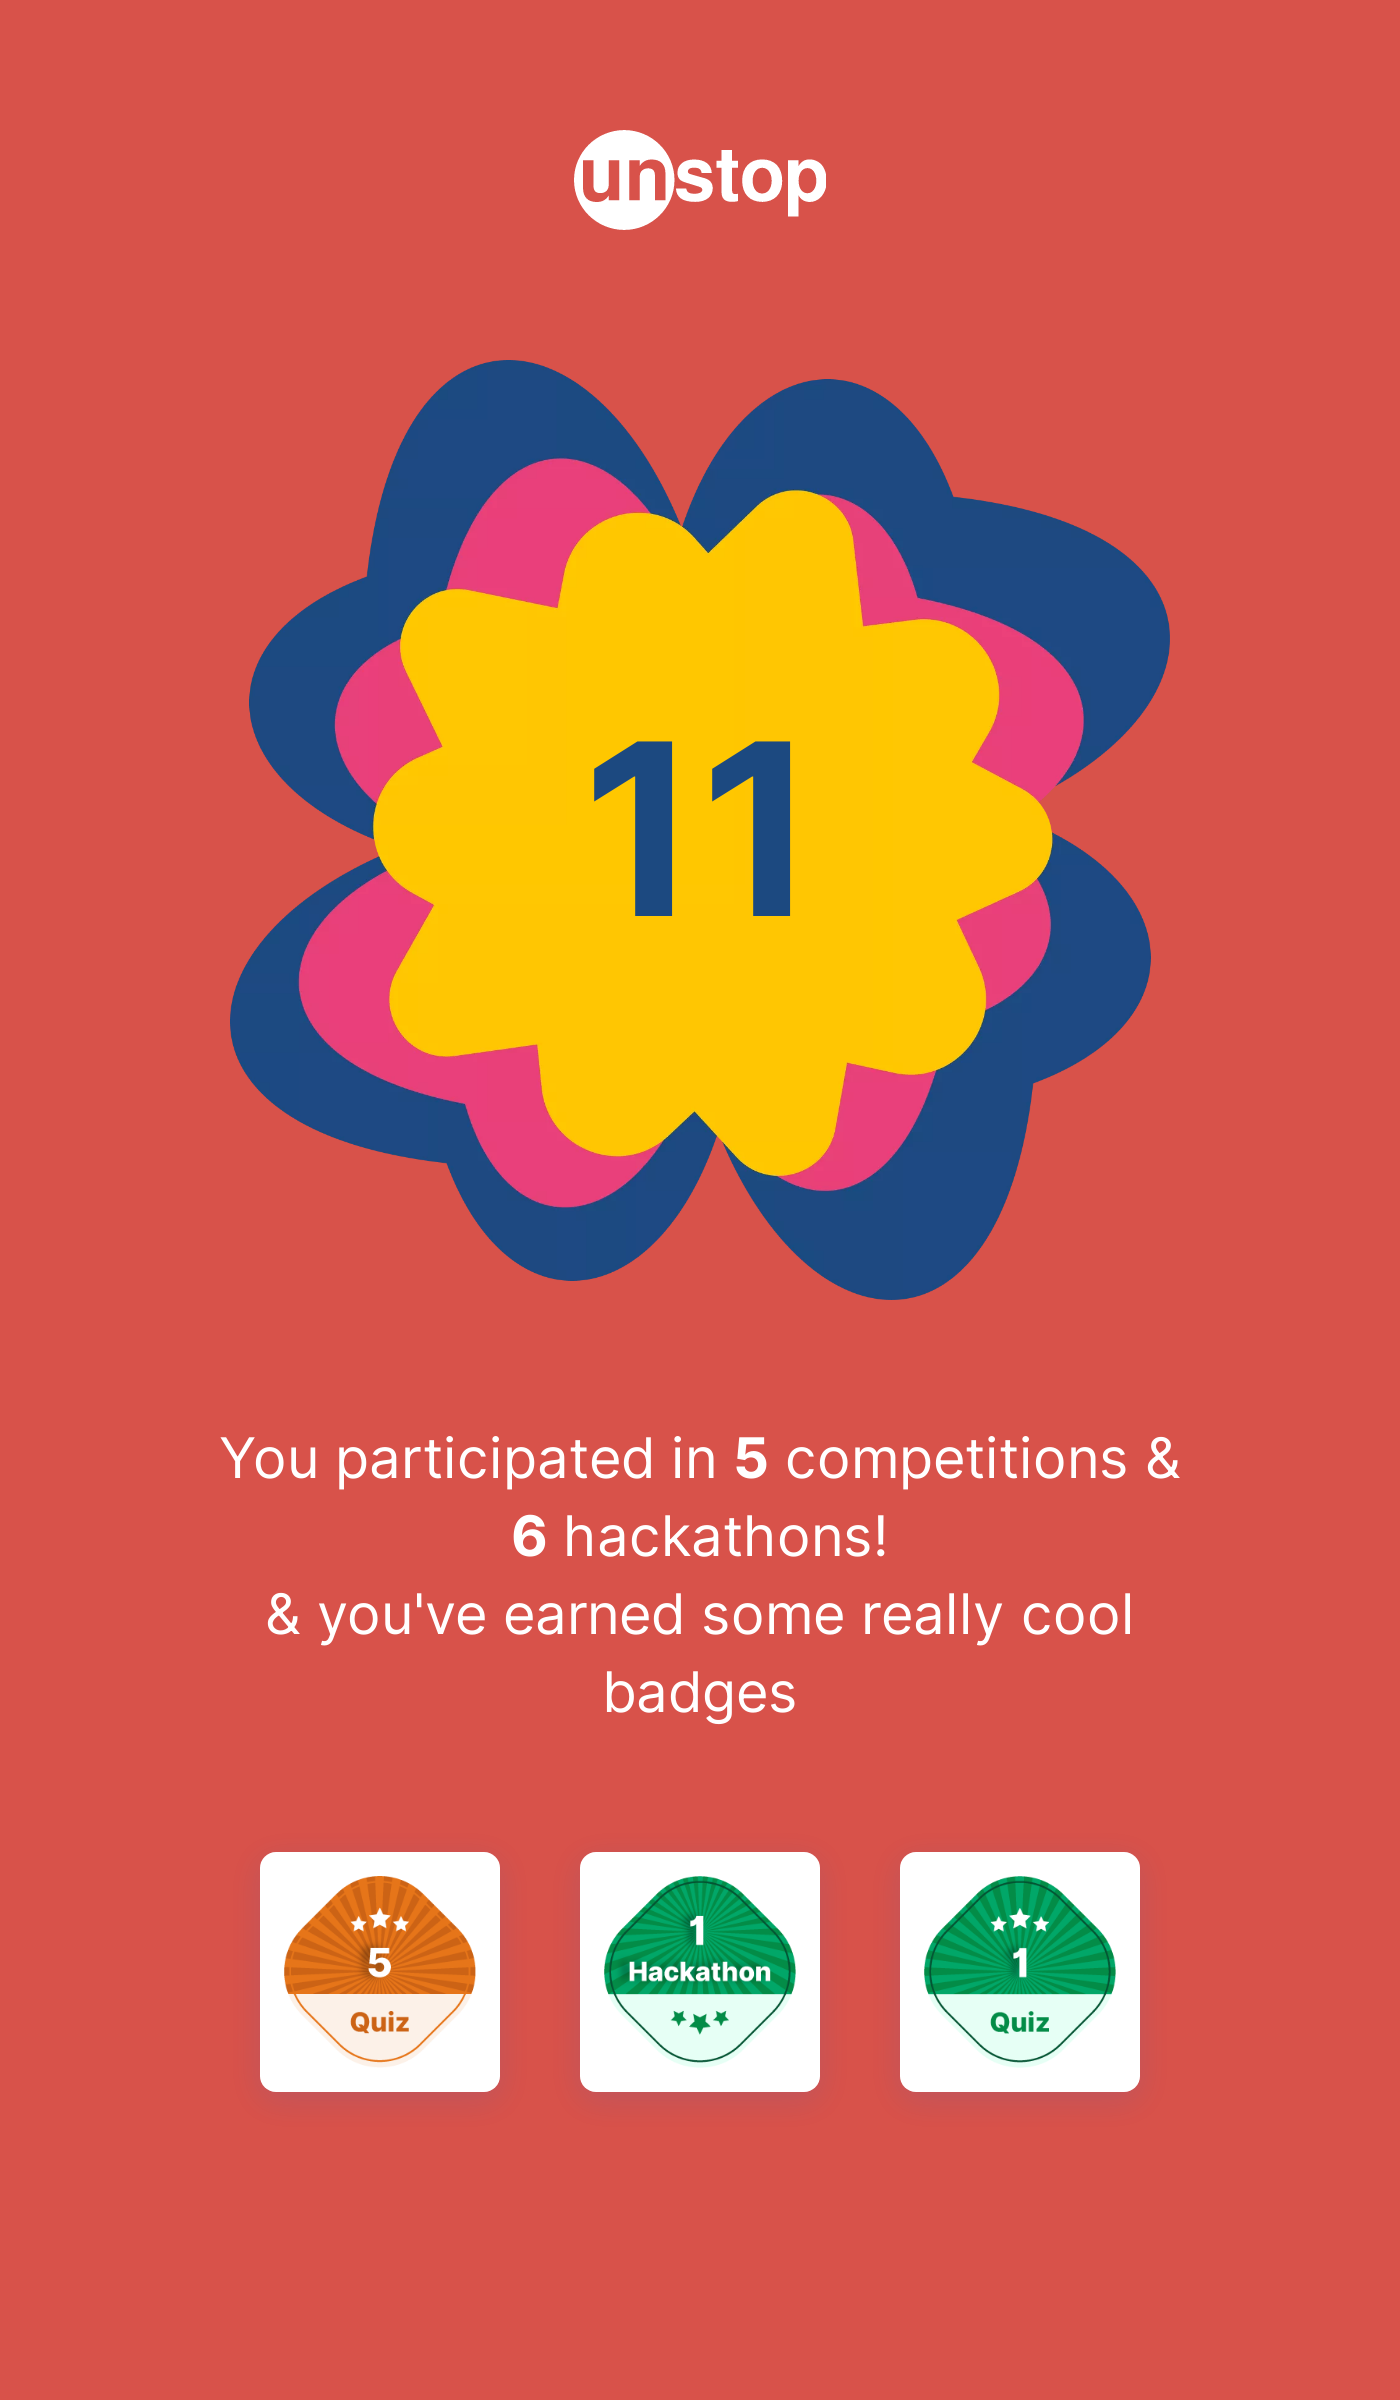 unstop
11
You participated in 5 competitions &
6 hackathons!
& you've earned some really cool
badges
5
Quiz
1
Hackathon
1
Quiz